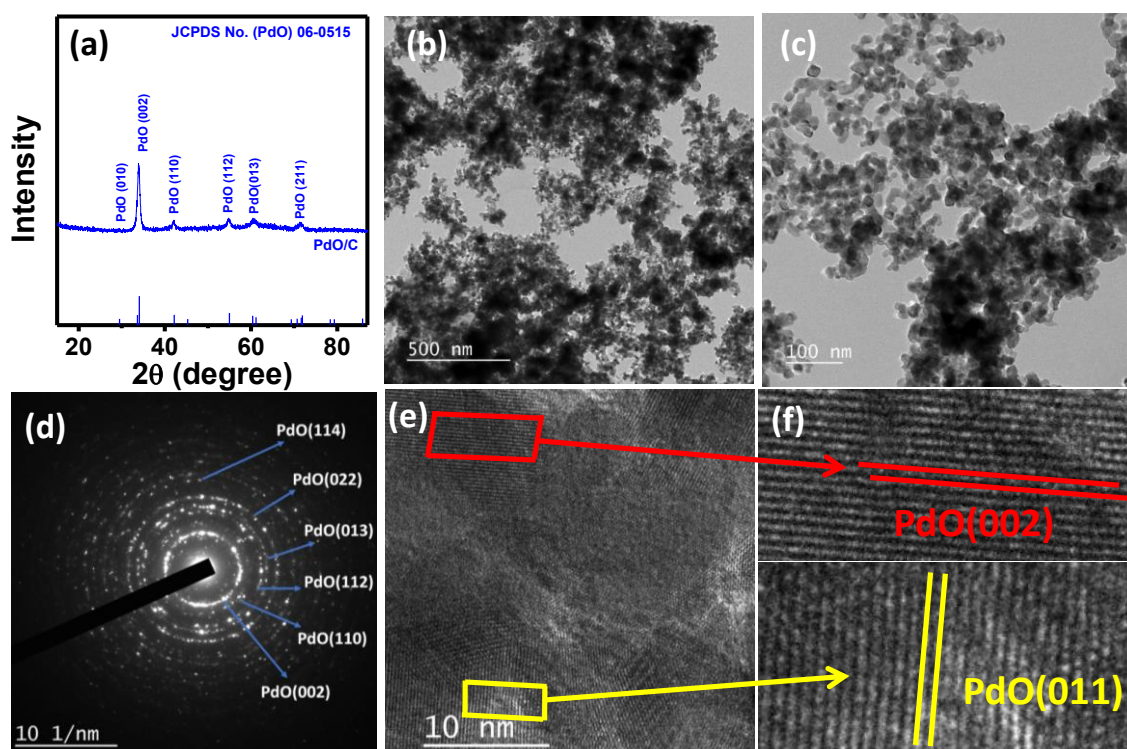 (a)
JCPDS No. (PdO) 06-0515
PdO (010)
PdO (002)
PdO (110)
PdO (112)
PdO(013)
PdO (211)
PdO/C
Intensity
20 40 60 80
2θ (degree)
(b)
500 nm
(c)
100 nm
(d)
PdO(114)
PdO(022)
PdO(013)
PdO(112)
PdO(110)
PdO(002)
10 1/nm
(e)
10 nm
(f)
PdO(002)
PdO(011)